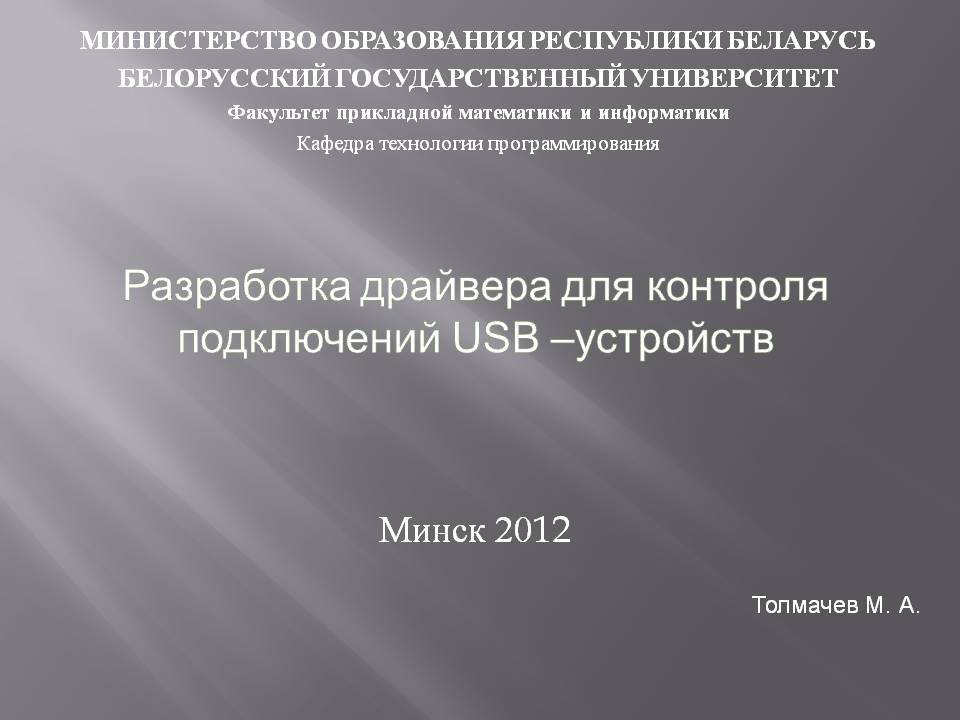 МИНИСТЕРСТВО ОБРАЗОВАНИЯ РЕСПУБЛИКИ БЕЛАРУСЬ
БЕЛОРУССКИЙ ГОСУДАРСТВЕННЫЙ УНИВЕРСИТЕТ
Факультет прикладной математики и информатики
Кафедра технологии программирования
Разработка драйвера для контроля
подключений USB –устройств
Минск 2012
Толмачев М. А.